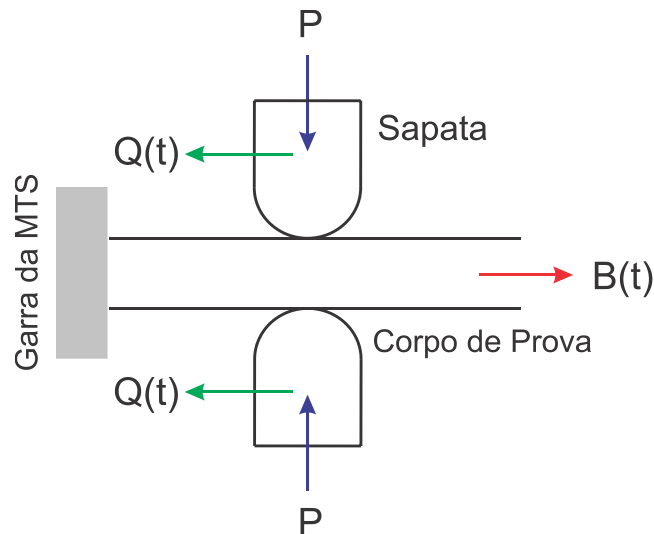 P
Sapata
Q(t)
Garra da MTS
B(t)
Corpo de Prova
Q(t)
P